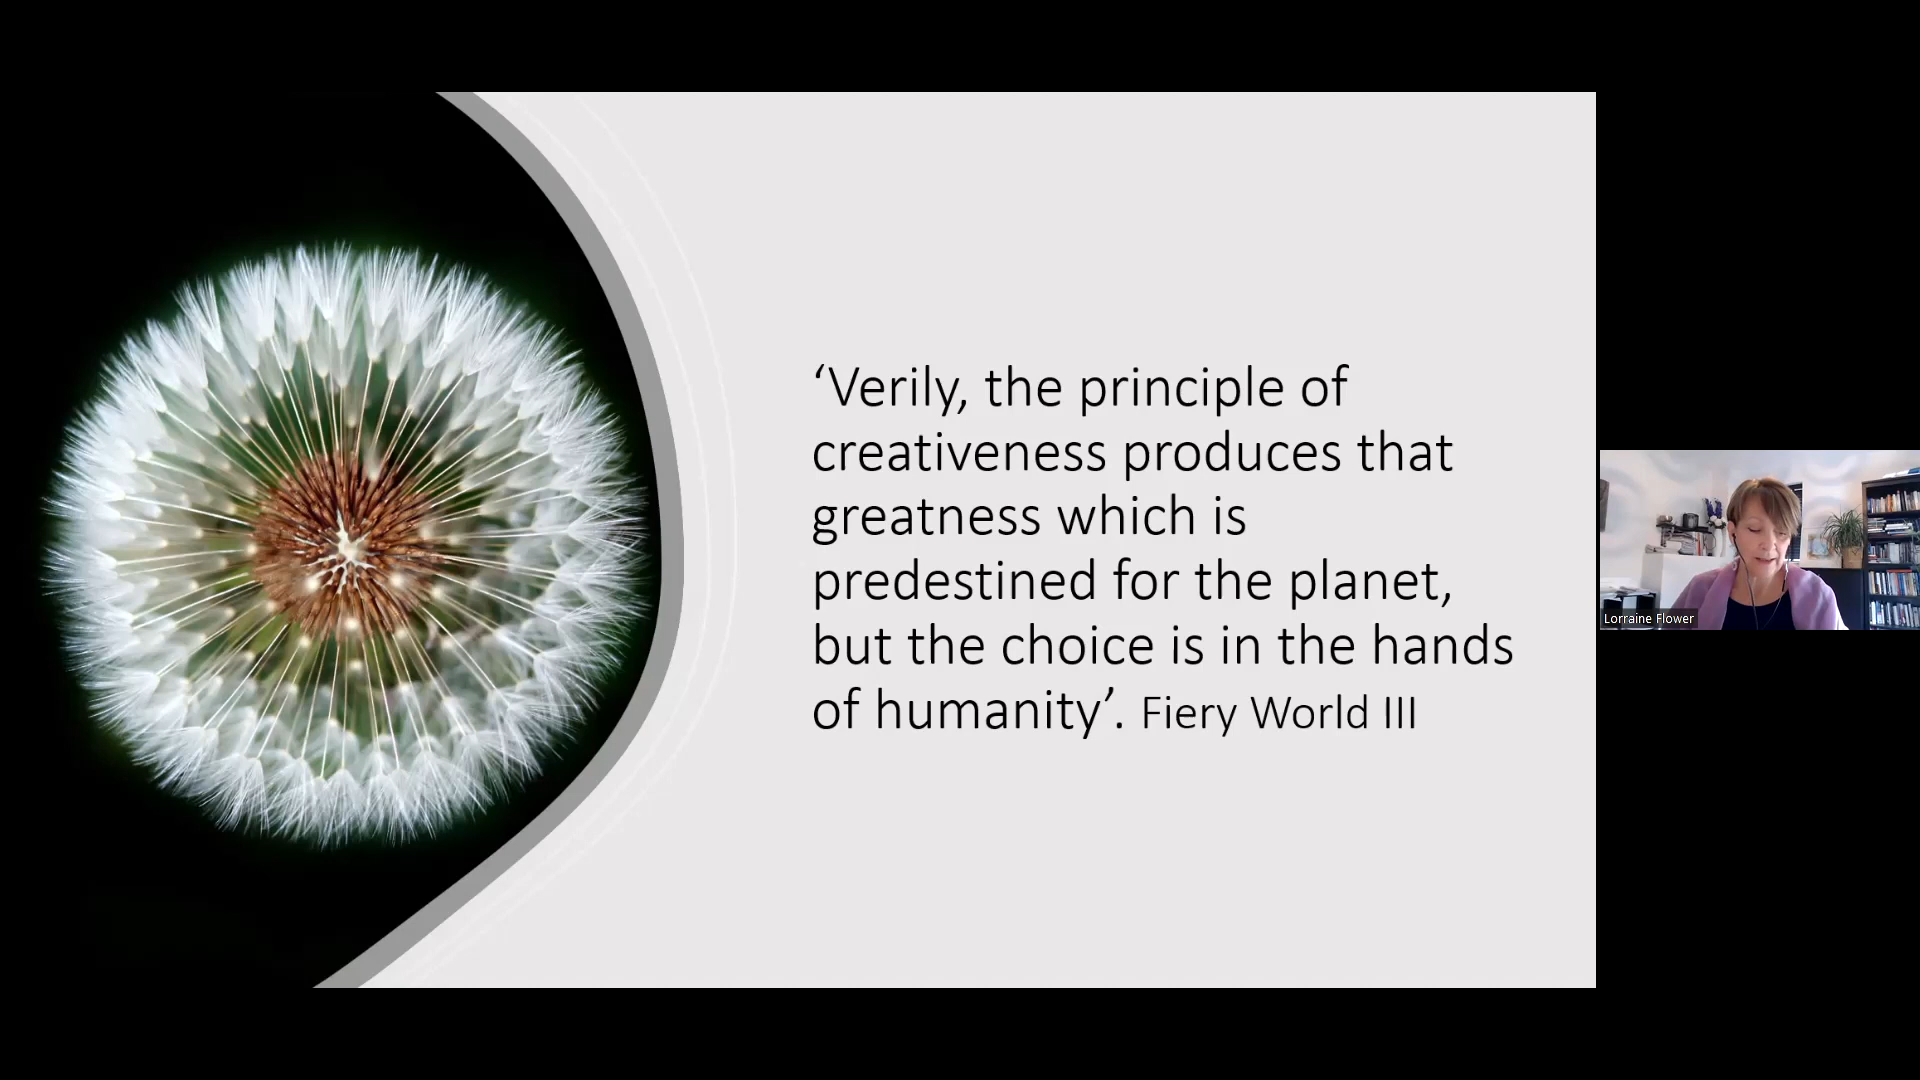 ‘Verily, the principle of
creativeness produces that
greatness which is
predestined for the planet,
but the choice is in the hands
of humanity’. Fiery World III
Lorraine Flower